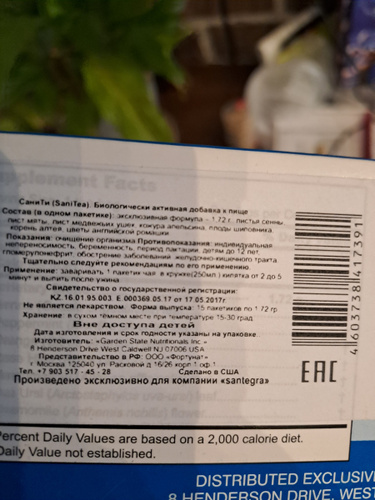 Supplement Facts
СаниТи (SaniTea). Биологически активная добавка к пище
Состав (в одном пакетике): эксклюзивная формула – 1.72 г. листья сенны,
лист мяты, лист медвежьих ушек, кожура апельсина, плоды шиповника,
корень алтея, цветы английской ромашки
Показания: очищение организма Противопоказания: индивидуальная
непереносимость, беременность, период лактации, детям до 12 лет
гломерулонефрит, обострение заболеваний желудочно-кишечного тракта
Тщательно следуйте рекомендациям по его применению
Применение: заварить 1 пакетик чая в кружке(250мл) кипятка от 2 до 5
минут и выпить после ужина
Свидетельство о государственной регистрации:
KZ.16.01.95.003.Е.000369.05.17 от 17.05.2017г.
Не является лекарством. Форма выпуска: 15 пакетиков по 1.72 гр
Хранение: в сухом тёмном месте при температуре 15-30 град.
Вне доступа детей
Дата изготовления и срок годности указаны на упаковке.
Изготовитель: «Garden State Nutritionals Inc.»
8 Henderson Drive West Caldwell NJ 07006 USA
Представительство в РФ: ООО «Фортунат»
г. Москва 125040 ул. Расковой д.16/26 корп.1 оф.1
Тел. +7 903 517 - 45 - 28 Сделано в США
Произведено эксклюзивно для компании «santegra»
4603738417391
EAC
Percent Daily Values are based on a 2,000 calorie diet.
Daily Value not established.
DISTRIBUTED EXCLUSIV
8 HENDERSON DRIVE, WEST